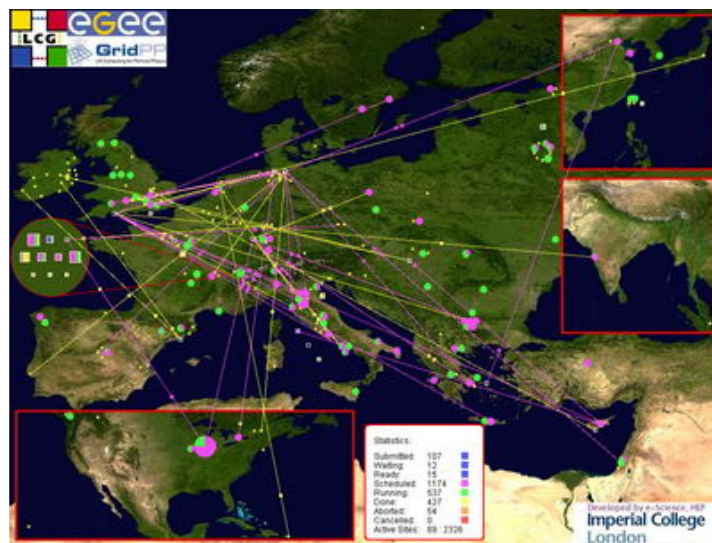 LCG
eGee
GridPP
UK Computing for Particle Physics
Statistics:
Submitted: 107
Waiting: 12
Ready: 15
Scheduled: 1174
Running: 537
Done: 427
Aborted: 54
Cancelled: 0
Active Sites: 89 : 2326
Developed by e-Science, HEP
Imperial College
London